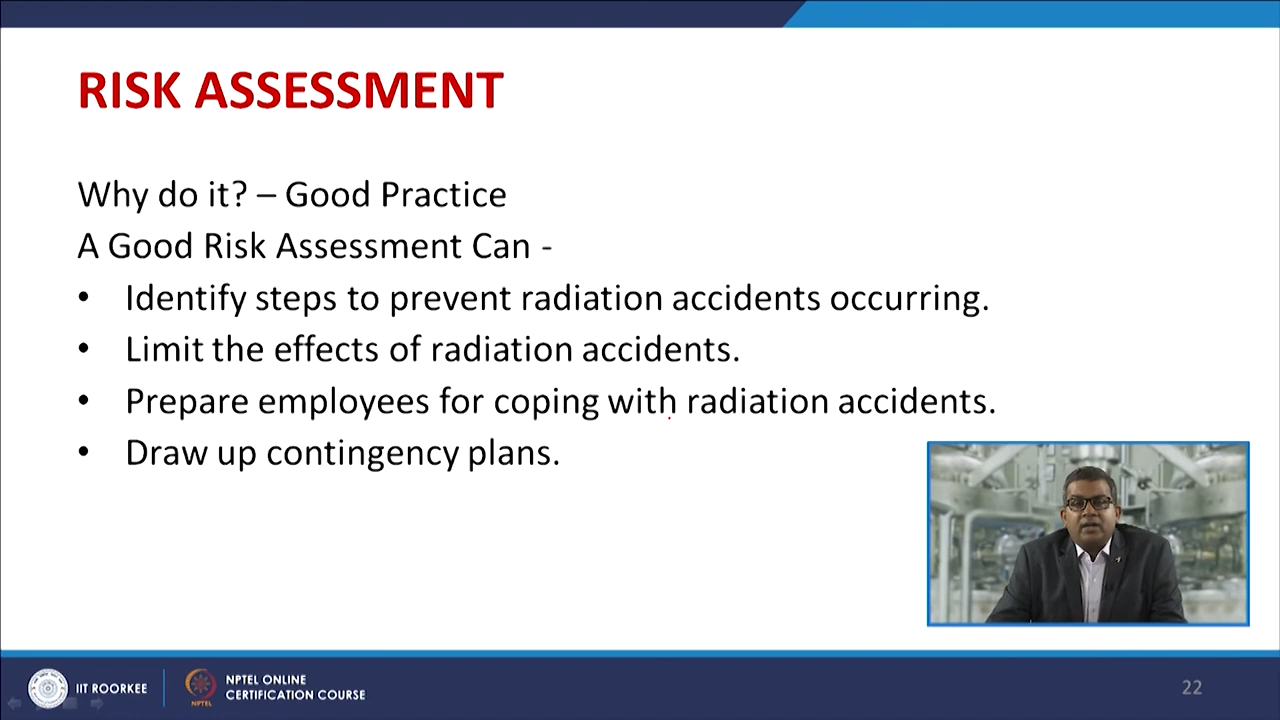 RISK ASSESSMENT
Why do it? – Good Practice
A Good Risk Assessment Can -
• Identify steps to prevent radiation accidents occurring.
• Limit the effects of radiation accidents.
• Prepare employees for coping with radiation accidents.
• Draw up contingency plans.
IIT ROORKEE
NPTEL
NPTEL ONLINE
CERTIFICATION COURSE
22